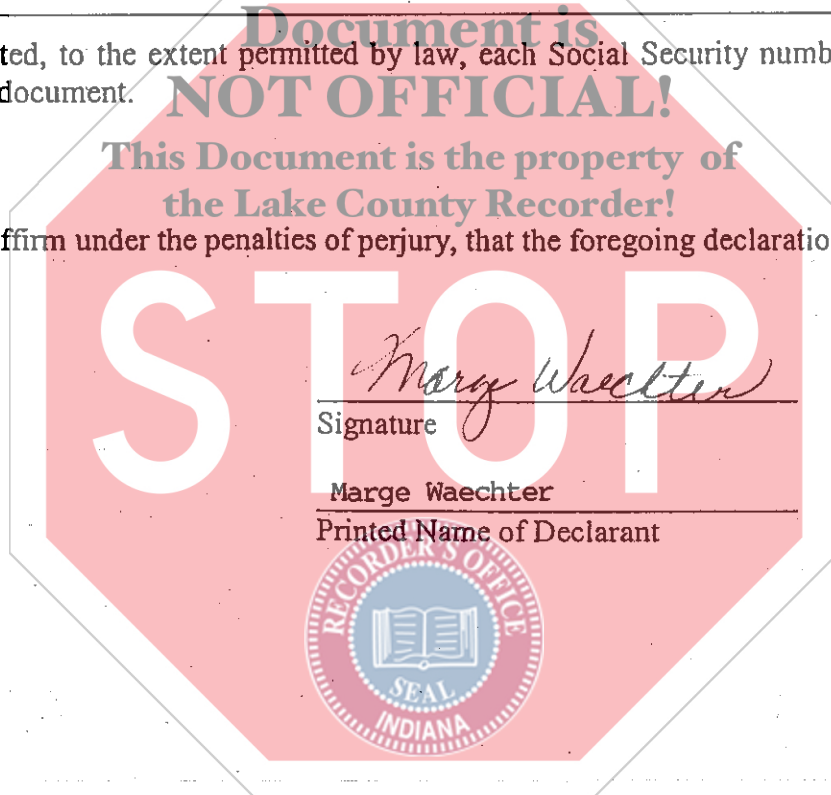 Document is
ted, to the extent permitted by law, each Social Security numb
document.
NOT OFFICIAL!
This Document is the property of
the Lake County Recorder!
ffirm under the penalties of perjury, that the foregoing declaratio
STOP
Marge Waechter
Signature
Marge Waechter
Printed Name of Declarant
RECORDER'S OFFICE
SEAL
INDIANA